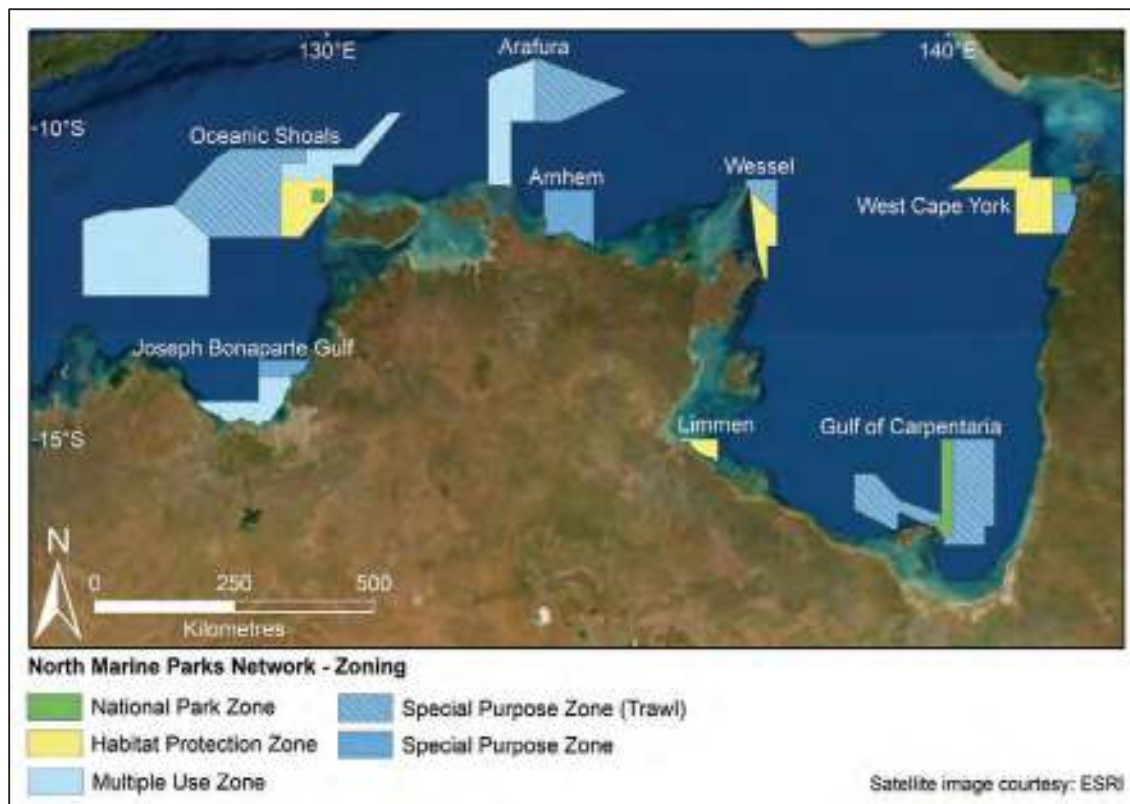 Arafura
130°E
140°E
-10°S
Oceanic Shoals
Arnhem
Wessel
West Cape York
Joseph Bonaparte Gulf
-15°S
Limmen
Gulf of Carpentaria
N
0 250 500
Kilometres
North Marine Parks Network - Zoning
National Park Zone
Special Purpose Zone (Trawl)
Habitat Protection Zone
Special Purpose Zone
Multiple Use Zone
Satellite image courtesy: ESRI